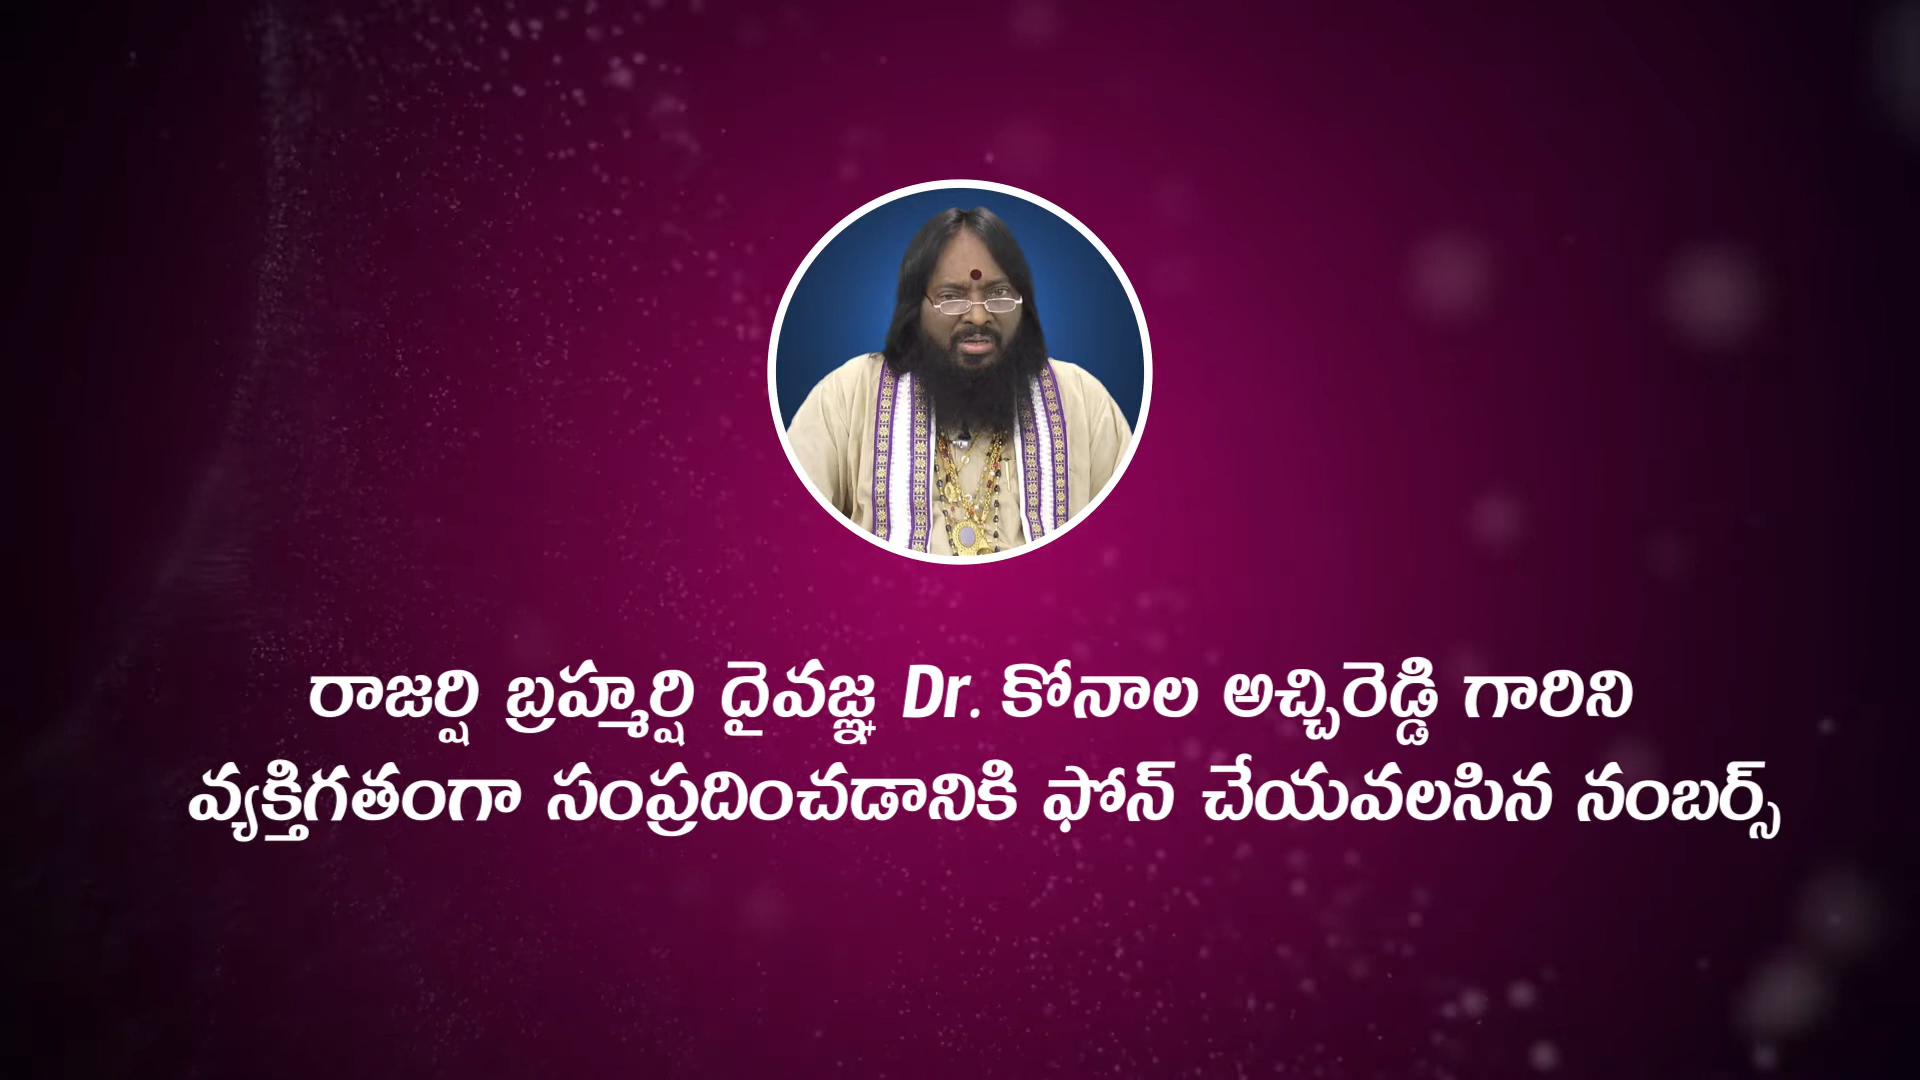 రాజర్షి బ్రహ్మర్షి దైవజ్ఞ Dr. కోనాల అచ్చిరెడ్డి గారిని
వ్యక్తిగతంగా సంప్రదించడానికి ఫోన్ చేయవలసిన నంబర్స్